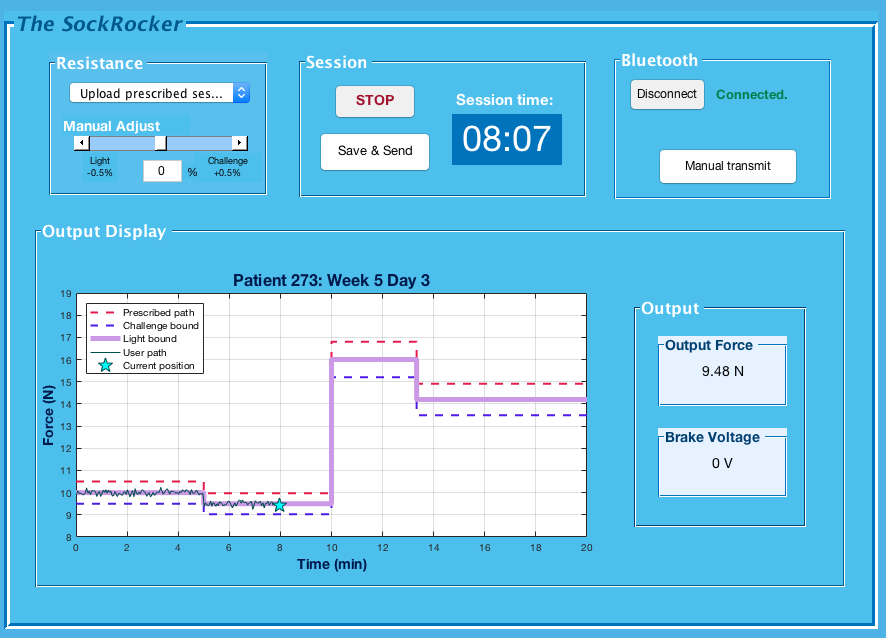 The SockRocker
Resistance
Upload prescribed ses...
Manual Adjust
Light
-0.5%
0
%
Challenge
+0.5%
Session
STOP
Save & Send
Session time:
08:07
Bluetooth
Disconnect
Connected.
Manual transmit
Output Display
Patient 273: Week 5 Day 3
Prescribed path
Challenge bound
Light bound
User path
Current position
Force (N)
19
18
17
16
15
14
13
12
11
10
9
8
0 2 4 6 8 10 12 14 16 18 20
Time (min)
Output
Output Force
9.48 N
Brake Voltage
0 V